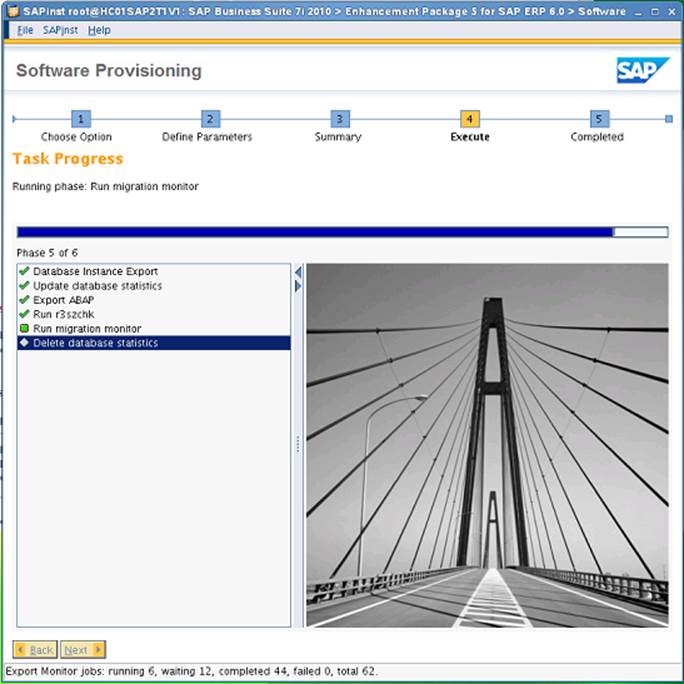 SAPinst root@HC01SAP2T1V1: SAP Business Suite 7i 2010 > Enhancement Package 5 for SAP ERP 6.0 > Software
File SAPinst Help
Software Provisioning
SAP
1 2 3 4 5
Choose Option Define Parameters Summary Execute Completed
Task Progress
Running phase: Run migration monitor
Phase 5 of 6
Database Instance Export
Update database statistics
Export ABAP
Run r3szchk
Run migration monitor
Delete database statistics
Back Next
Export Monitor jobs: running 6, waiting 12, completed 44, failed 0, total 62.